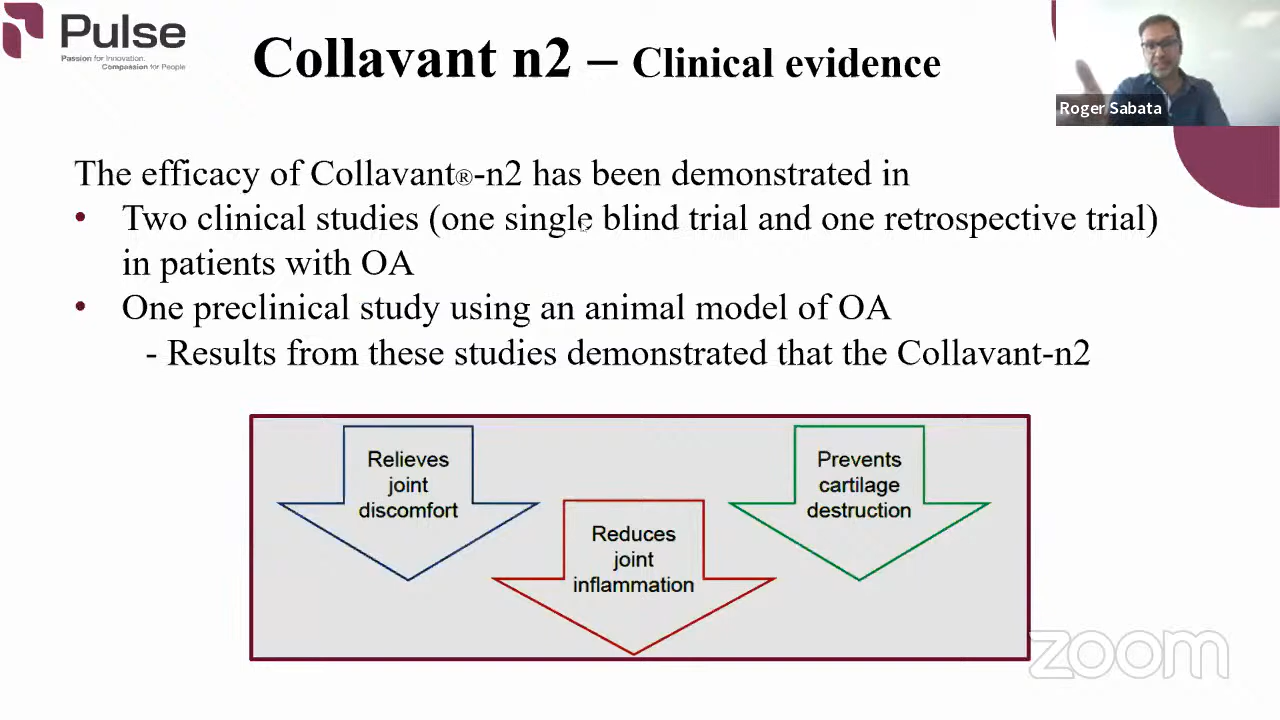 Pulse
Passion for Innovation.
Compassion for People
Collavant n2 – Clinical evidence
Roger Sabata
The efficacy of Collavant®-n2 has been demonstrated in
• Two clinical studies (one single blind trial and one retrospective trial)
in patients with OA
• One preclinical study using an animal model of OA
- Results from these studies demonstrated that the Collavant-n2
Relieves
joint
discomfort
Reduces
joint
inflammation
Prevents
cartilage
destruction
zoom